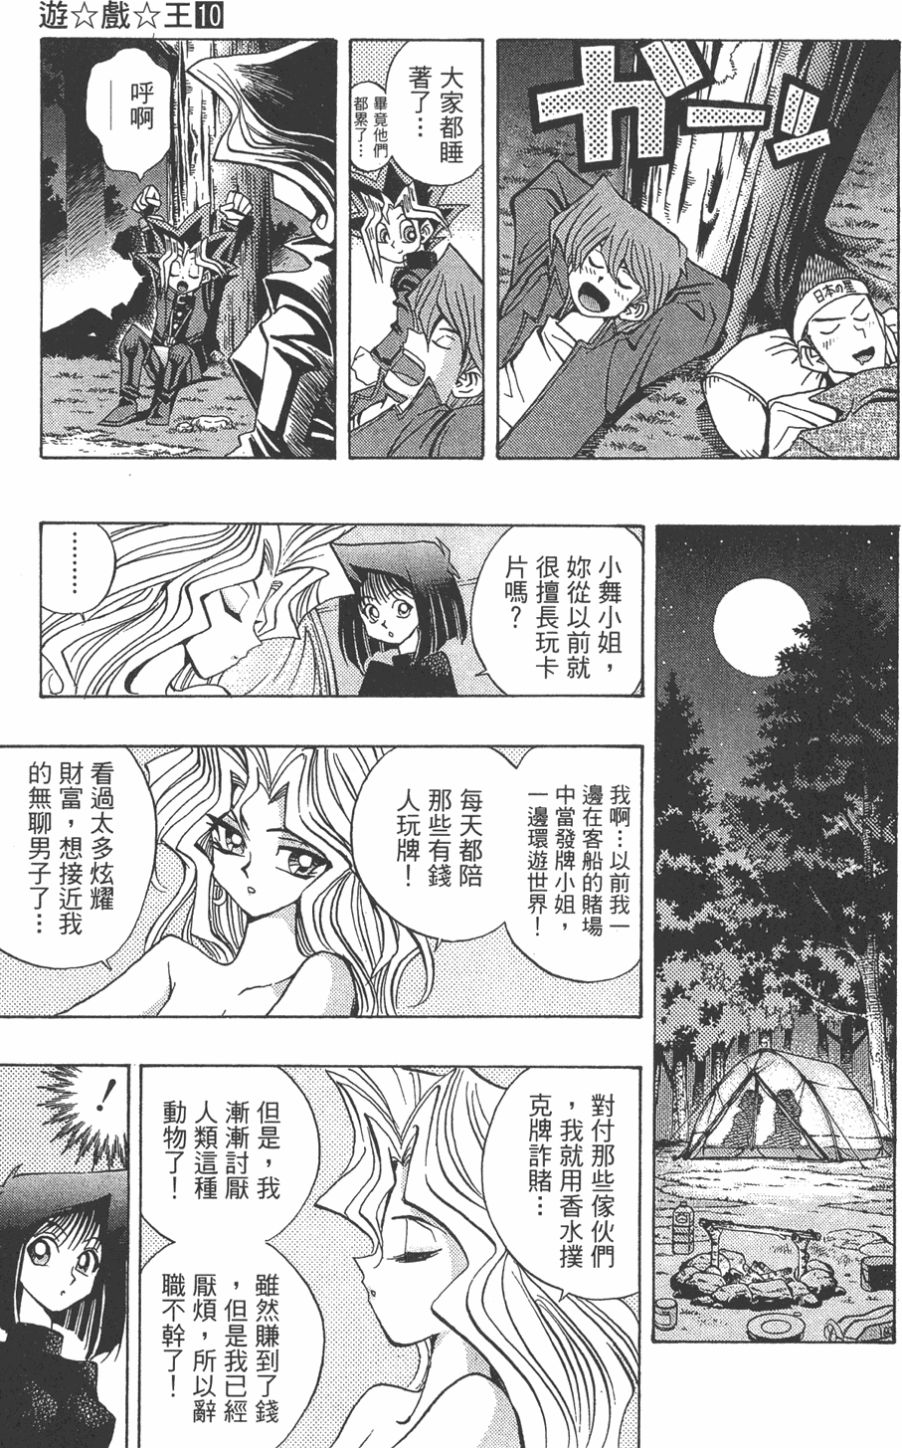 遊☆戲☆王10
ガーー!!
日本の星
大家都睡
著了…
畢竟他們
都累了…
呼啊
——
小舞小姐，
妳從以前就
很擅長玩卡
片嗎？
………
我啊…以前我一
邊在客船的賭場
中當發牌小姐，
一邊環遊世界！
每天都陪
那些有錢
人玩牌！
看過太多炫耀
財富，想接近我
的無聊男子了…
對付那些傢伙們
，我就用香水撲
克牌詐賭…
但是，我
漸漸討厭
人類這種
動物了！
雖然賺到了錢
，但是我已經
厭煩，所以辭
職不幹了！
！